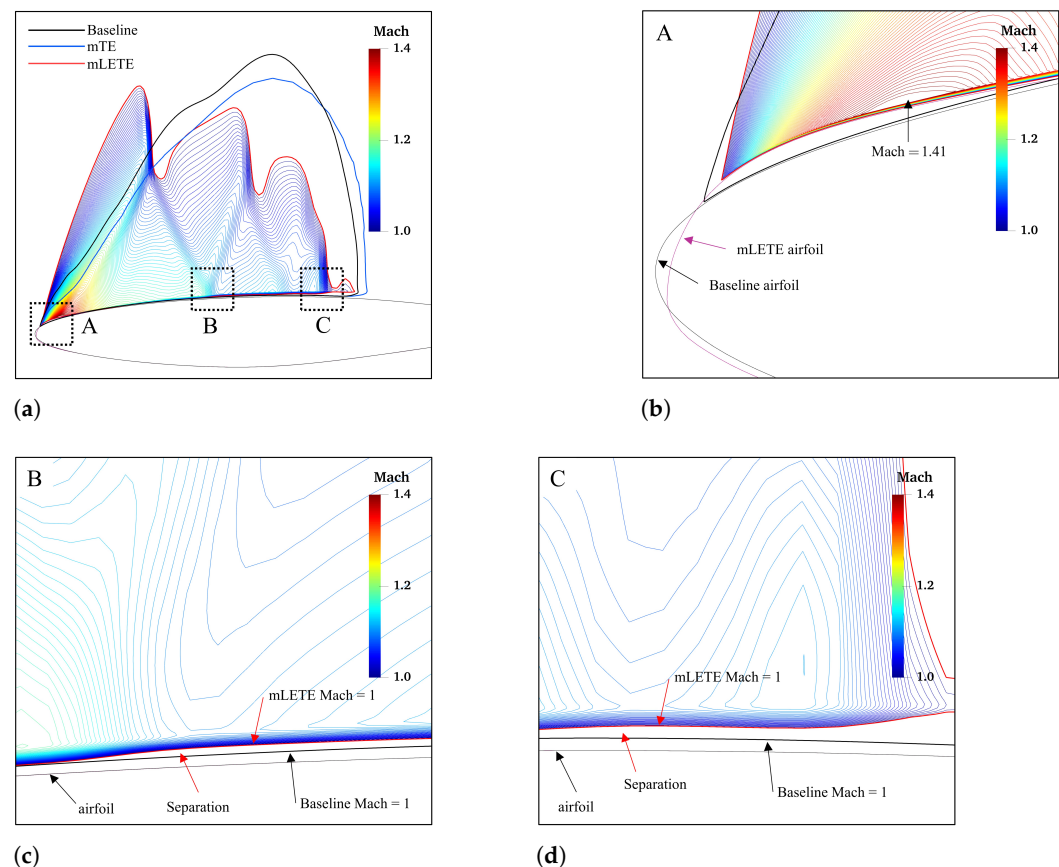 Baseline
mTE
mLETE
Mach
1.4
1.2
1.0
A
B
C
(a)
A
Mach
1.4
1.2
1.0
Mach = 1.41
mLETE airfoil
Baseline airfoil
(b)
B
Mach
1.4
1.2
1.0
mLETE Mach = 1
airfoil
Separation
Baseline Mach = 1
(c)
C
Mach
1.4
1.2
1.0
mLETE Mach = 1
airfoil
Separation
Baseline Mach = 1
(d)